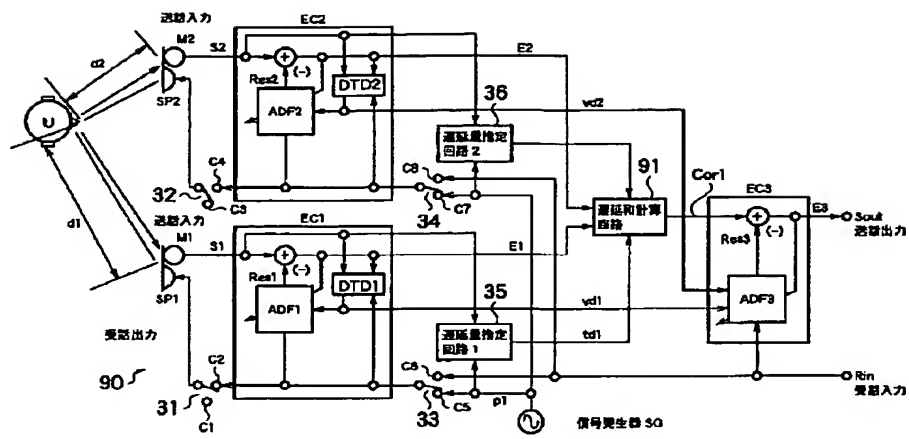 送話入力
EC2
M2
S2
E2
(-)
d2
Res2
DTD2
SP2
ADF2
36
vd2
U
遅延量推定
回路 2
C4
C8
91
32
C3
34
C7
遅延和計算
回路
Cor1
EC3
E3
送話入力
EC1
Sout
送話出力
M1
S1
E1
Res3
(-)
d1
(-)
Res1
DTD1
35
ADF3
SP1
ADF1
vd1
受話出力
遅延量推定
回路 1
td1
90
C2
C6
Rin
受話入力
31
C1
33
C5
p1
信号発生器 SG